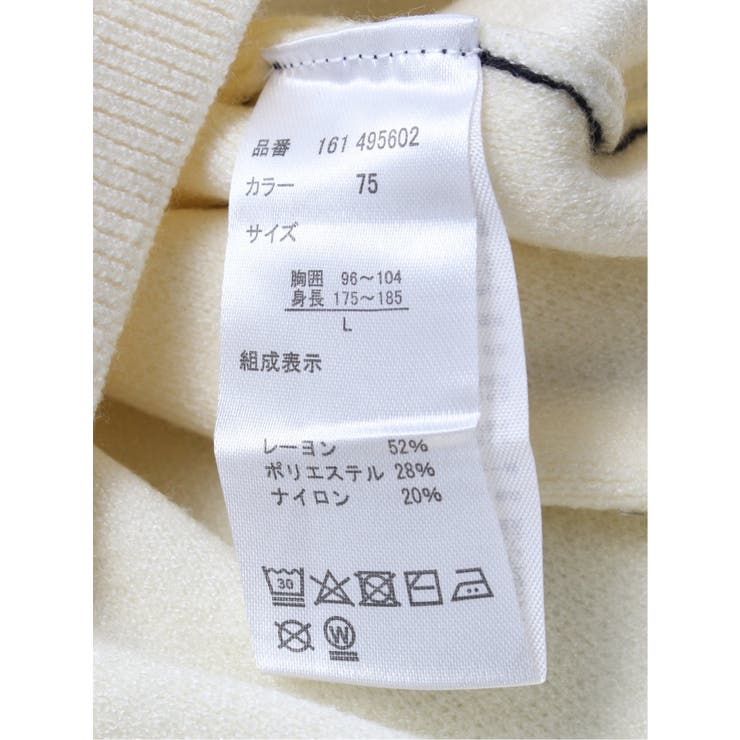 品番 161 495602
カラー 75
サイズ
胸囲 96～104
身長 175～185
L
組成表示
レーヨン 52%
ポリエステル 28%
ナイロン 20%
30
W